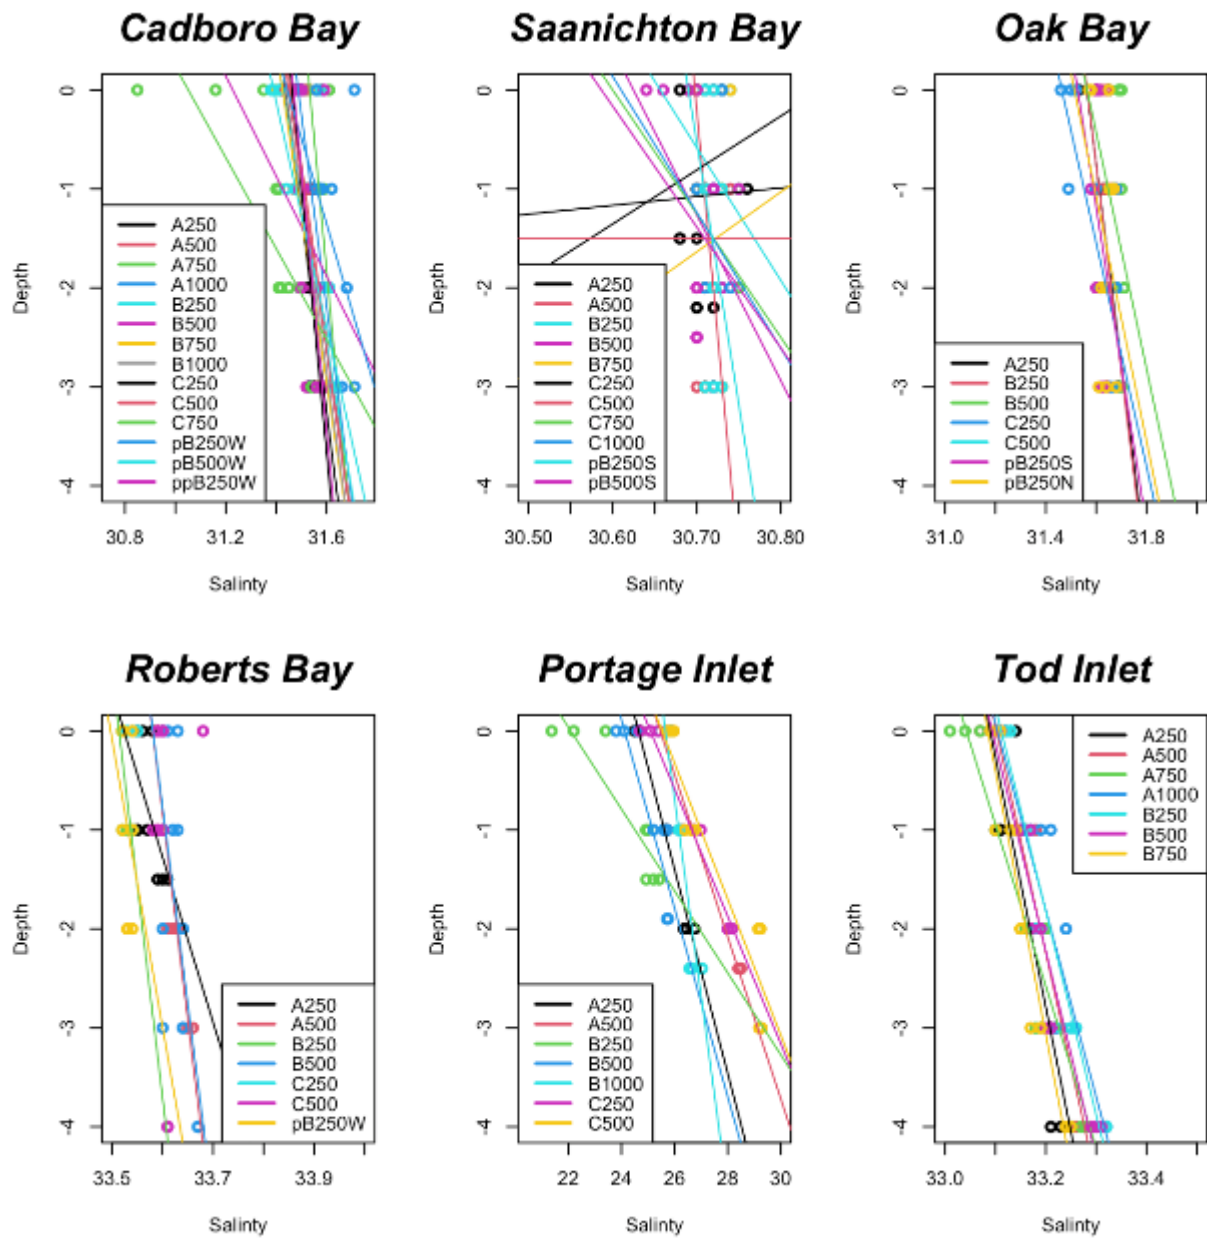 Cadboro Bay
0
-1
-2
-3
-4
Depth
A250
A500
A750
A1000
B250
B500
B750
B1000
C250
C500
C750
pB250W
pB500W
ppB250W
30.8
31.2
31.6
Salinty
Saanichton Bay
0
-1
-2
-3
-4
Depth
A250
A500
B250
B500
B750
C250
C500
C750
C1000
pB250S
pB500S
30.50
30.60
30.70
30.80
Salinty
Oak Bay
0
-1
-2
-3
-4
Depth
A250
B250
B500
C250
C500
pB250S
pB250N
31.0
31.4
31.8
Salinty
Roberts Bay
0
-1
-2
-3
-4
Depth
A250
A500
B250
B500
C250
C500
pB250W
33.5
33.7
33.9
Salinty
Portage Inlet
0
-1
-2
-3
-4
Depth
A250
A500
B250
B500
B1000
C250
C500
22
24
26
28
30
Salinty
Tod Inlet
0
-1
-2
-3
-4
Depth
A250
A500
A750
A1000
B250
B500
B750
33.0
33.2
33.4
Salinty